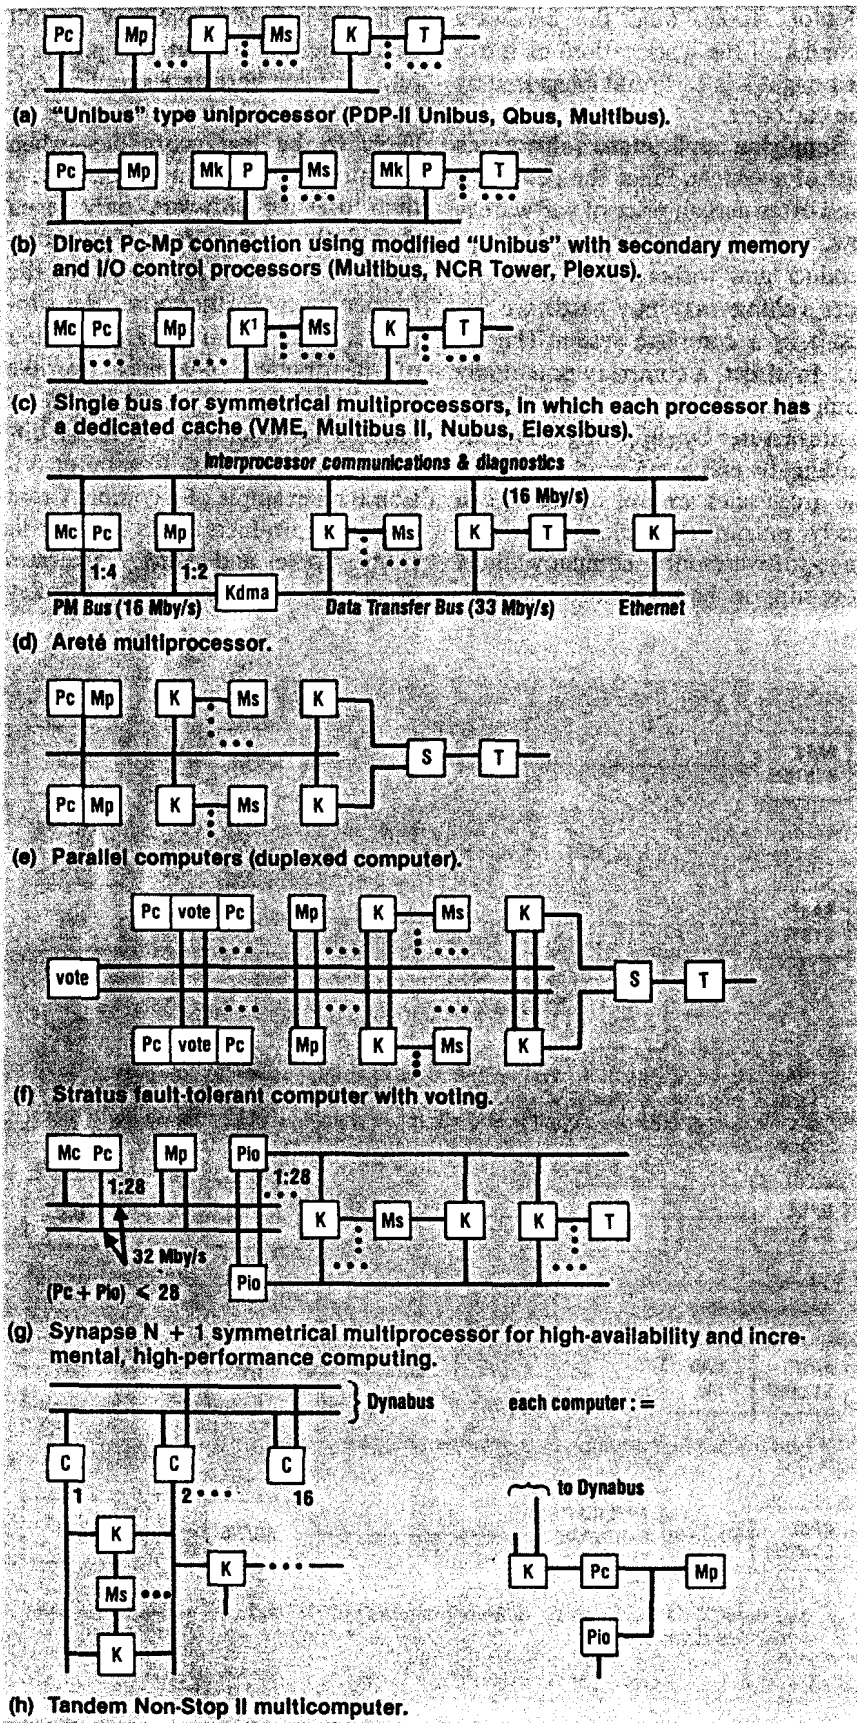 Pc Mp K Ms K T
(a) "Unibus" type uniprocessor (PDP-II Unibus, Qbus, Multibus).
Pc Mp Mk P Ms Mk P T
(b) Direct Pc-Mp connection using modified "Unibus" with secondary memory
and I/O control processors (Multibus, NCR Tower, Plexus).
Mc Pc Mp K1 Ms K T
(c) Single bus for symmetrical multiprocessors, in which each processor has
a dedicated cache (VME, Multibus II, Nubus, Elexsibus).
Interprocessor communications & diagnostics
(16 Mby/s)
Mc Pc Mp K Ms K T K
1:4 1:2
Kdma
PM Bus (16 Mby/s) Data Transfer Bus (33 Mby/s) Ethernet
(d) Areté multiprocessor.
Pc Mp K Ms K
S T
Pc Mp K Ms K
(e) Parallel computers (duplexed computer).
Pc vote Pc Mp K Ms K
vote S T
Pc vote Pc Mp K Ms K
(f) Stratus fault-tolerant computer with voting.
Mc Pc Mp Pio
1:28 1:28
K Ms K K T
32 Mby/s
Pio
(Pc + Pio) < 28
(g) Synapse N + 1 symmetrical multiprocessor for high-availability and incre-
mental, high-performance computing.
Dynabus each computer : =
C C C
1 2 16
to Dynabus
K
K
K Pc Mp
Ms
Pio
K
(h) Tandem Non-Stop II multicomputer.